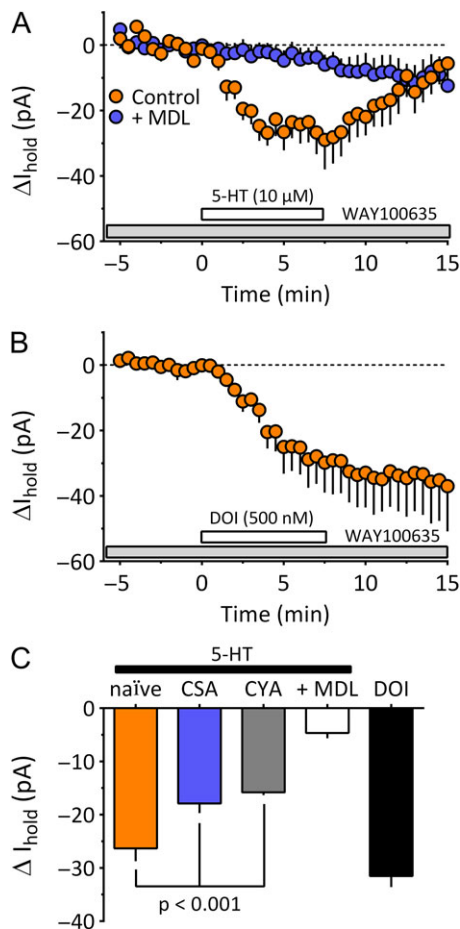 A
0
Control
+ MDL
−20
−40
−60
ΔIhold (pA)
5-HT (10 μM)
WAY100635
−5 0 5 10 15
Time (min)
B
0
−20
−40
−60
ΔIhold (pA)
DOI (500 nM)
WAY100635
−5 0 5 10 15
Time (min)
C
5-HT
naïve CSA CYA + MDL DOI
0
−10
−20
−30
−40
Δ Ihold (pA)
p < 0.001